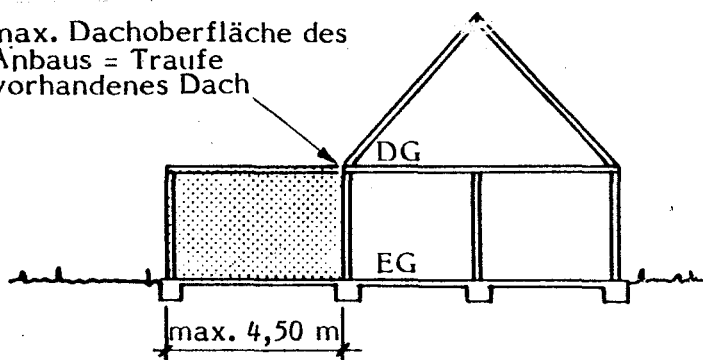 max. Dachoberfläche des
Anbaus = Traufe
vorhandenes Dach
DG
EG
max. 4,50 m